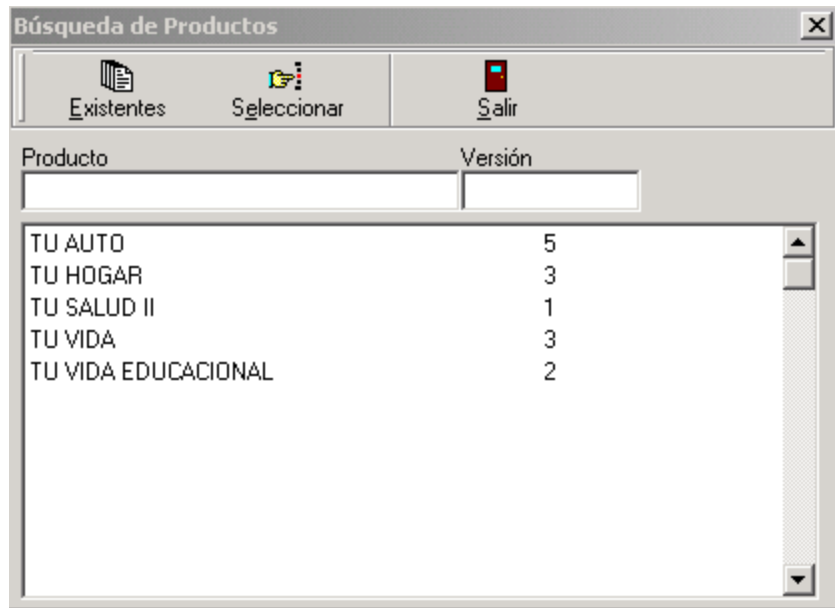 Búsqueda de Productos
Existentes Seleccionar Salir
Producto Versión
TU AUTO 5
TU HOGAR 3
TU SALUD II 1
TU VIDA 3
TU VIDA EDUCACIONAL 2